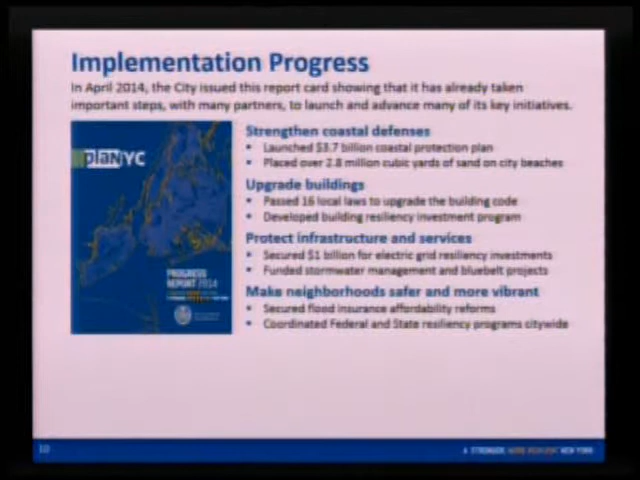 Implementation Progress
In April 2014, the City issued this report card showing that it has already taken
important steps, with many partners, to launch and advance many of its key initiatives.
plaNYC
PROGRESS
REPORT 2014
Strengthen coastal defenses
• Launched $3.7 billion coastal protection plan
• Placed over 2.8 million cubic yards of sand on city beaches
Upgrade buildings
• Passed 16 local laws to upgrade the building code
• Developed building resiliency investment program
Protect infrastructure and services
• Secured $1 billion for electric grid resiliency investments
• Funded stormwater management and bluebelt projects
Make neighborhoods safer and more vibrant
• Secured flood insurance affordability reforms
• Coordinated Federal and State resiliency programs citywide
10
A STRONGER, MORE RESILIENT NEW YORK